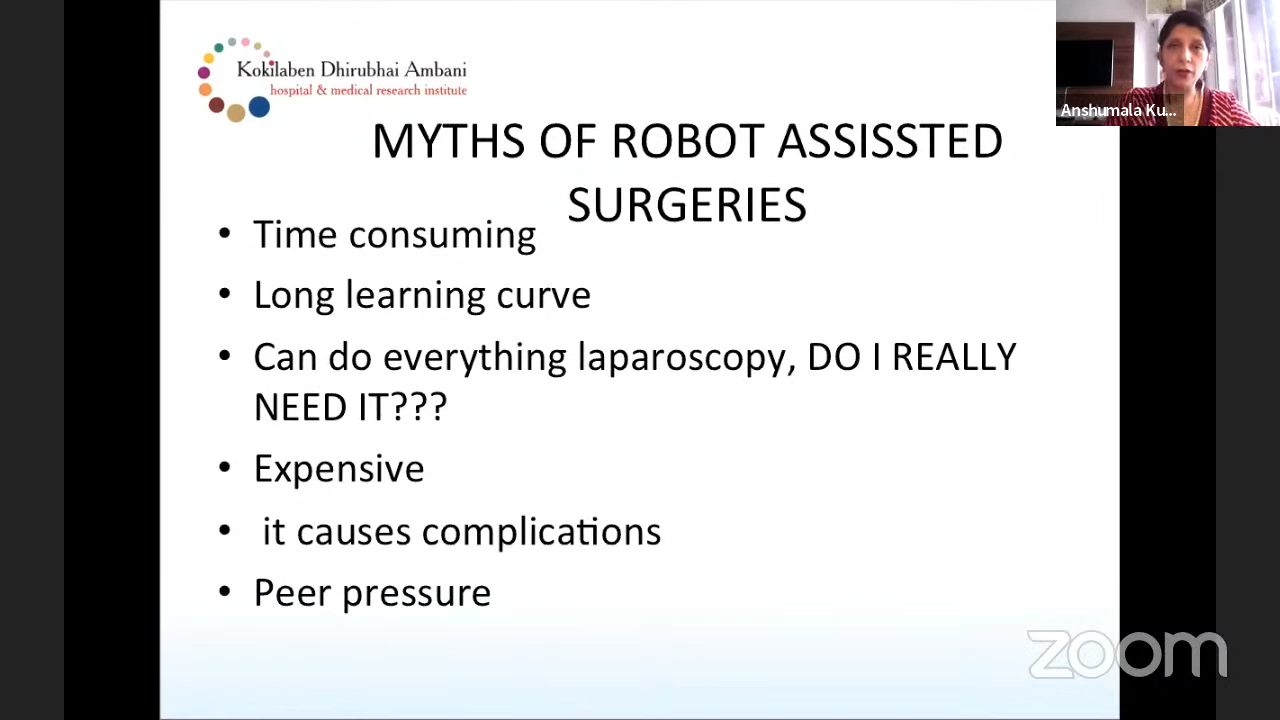 Kokilaben Dhirubhai Ambani
hospital & medical research institute
Anshumala Ku...
MYTHS OF ROBOT ASSISSTED
SURGERIES
• Time consuming
• Long learning curve
• Can do everything laparoscopy, DO I REALLY
NEED IT???
• Expensive
• it causes complications
• Peer pressure
zoom